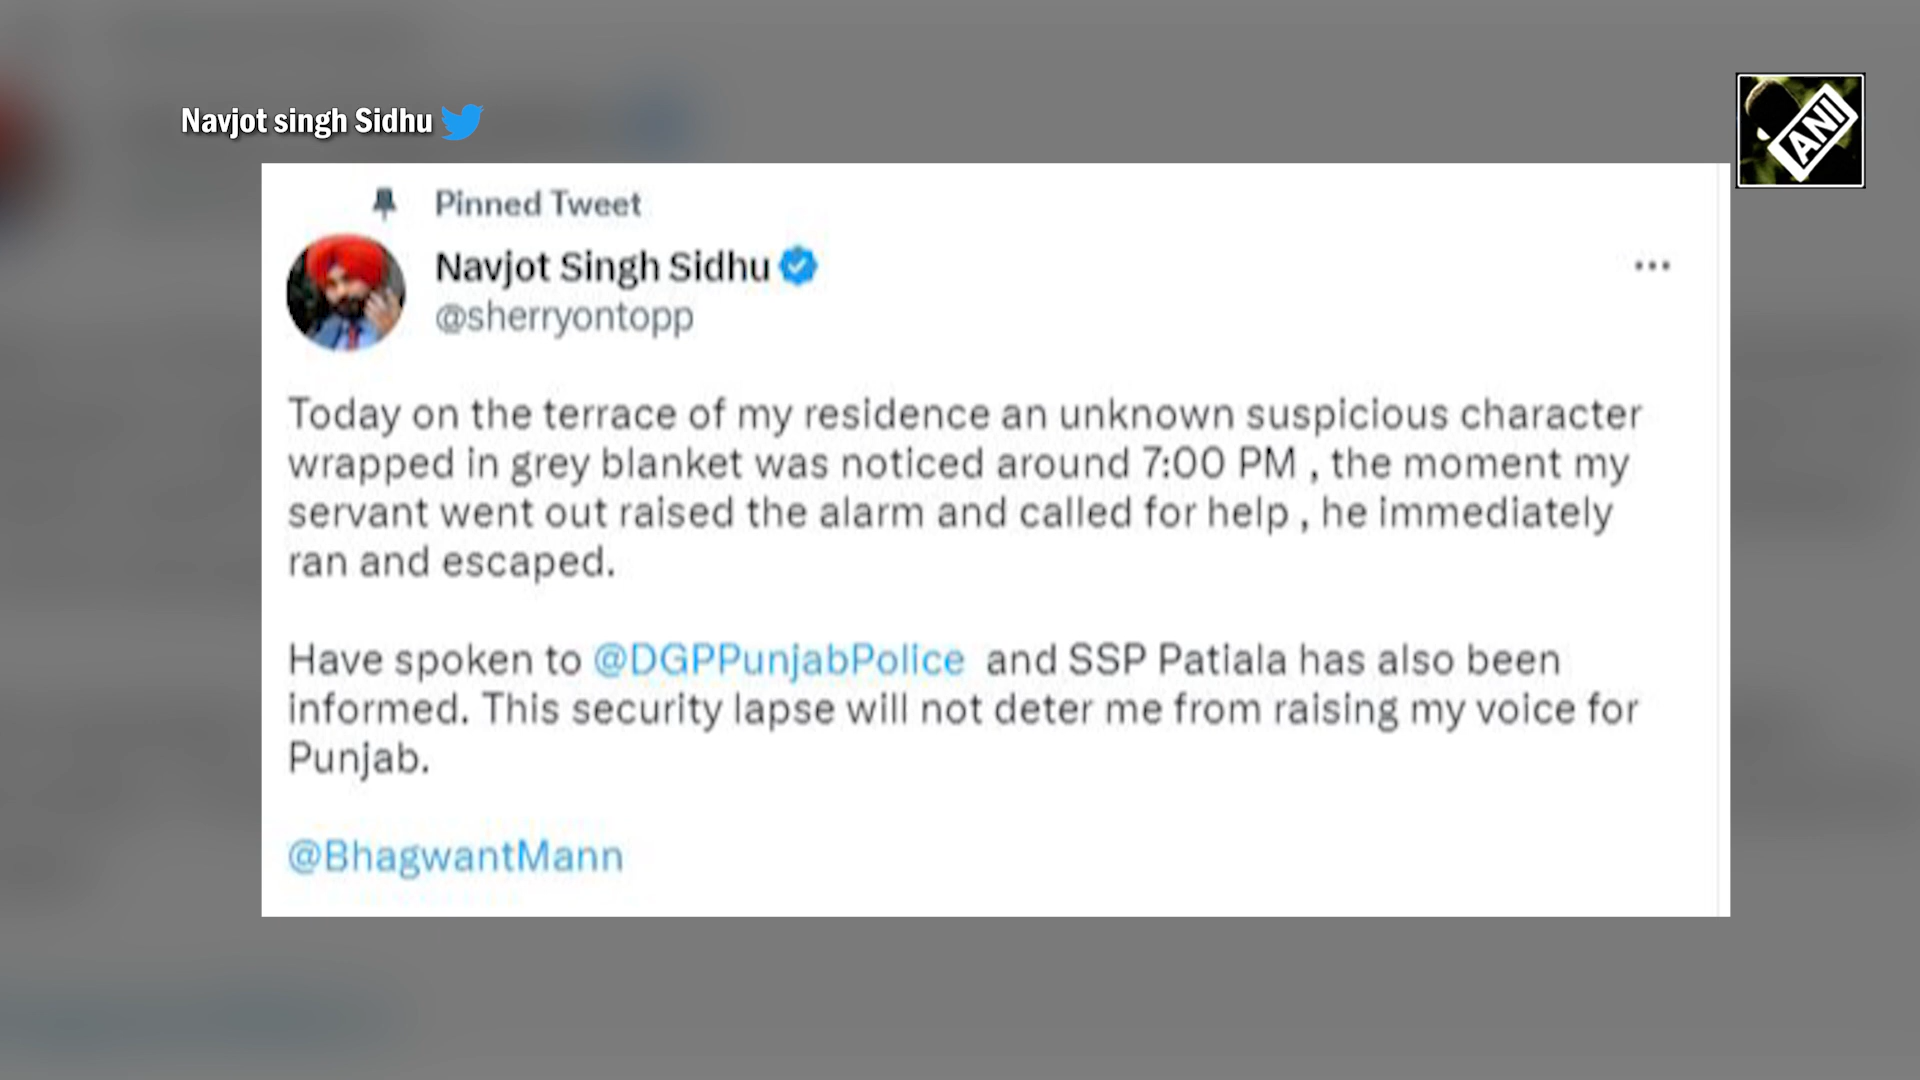 Navjot singh Sidhu
ANI
Pinned Tweet
Navjot Singh Sidhu
@sherryontopp
Today on the terrace of my residence an unknown suspicious character
wrapped in grey blanket was noticed around 7:00 PM , the moment my
servant went out raised the alarm and called for help , he immediately
ran and escaped.
Have spoken to @DGPPunjabPolice and SSP Patiala has also been
informed. This security lapse will not deter me from raising my voice for
Punjab.
@BhagwantMann